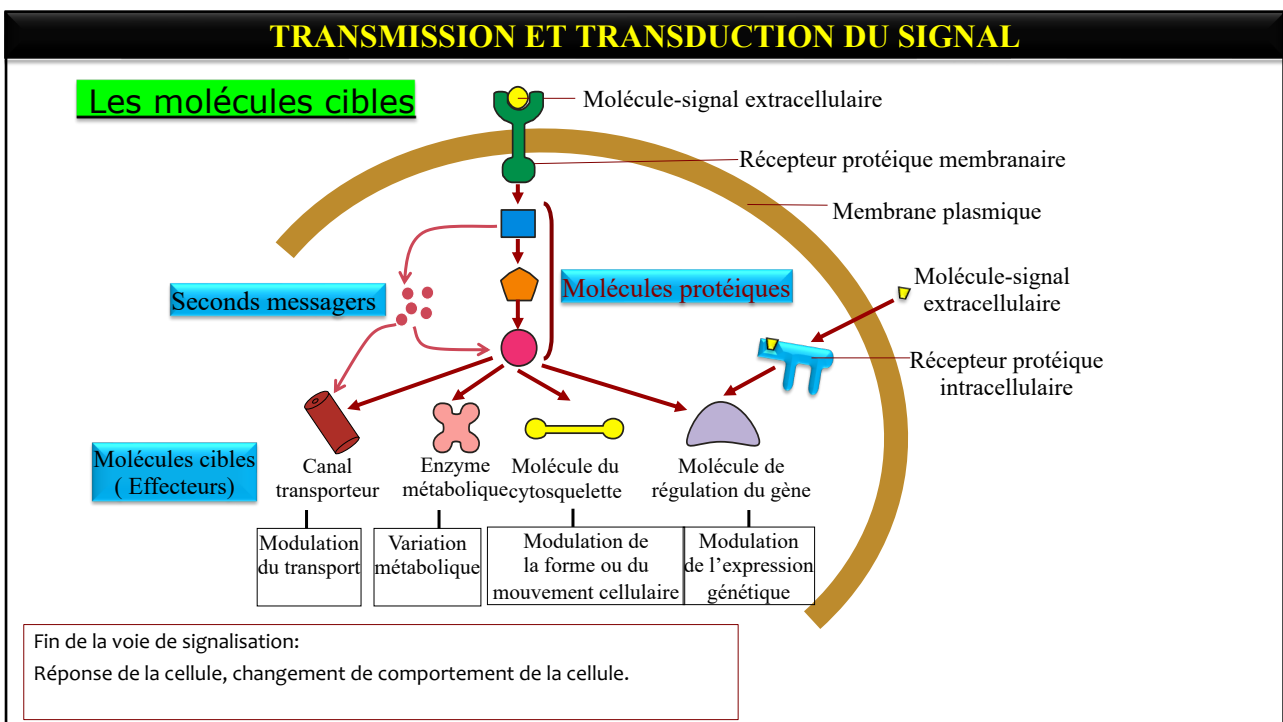 TRANSMISSION ET TRANSDUCTION DU SIGNAL
Les molécules cibles
Molécule-signal extracellulaire
Récepteur protéique membranaire
Membrane plasmique
Molécule-signal
extracellulaire
Seconds messagers
Molécules protéiques
Récepteur protéique
intracellulaire
Molécules cibles
( Effecteurs)
Canal
transporteur
Enzyme
métabolique
Molécule du
cytosquelette
Molécule de
régulation du gène
Modulation
du transport
Variation
métabolique
Modulation de
la forme ou du
mouvement cellulaire
Modulation
de l’expression
génétique
Fin de la voie de signalisation:
Réponse de la cellule, changement de comportement de la cellule.